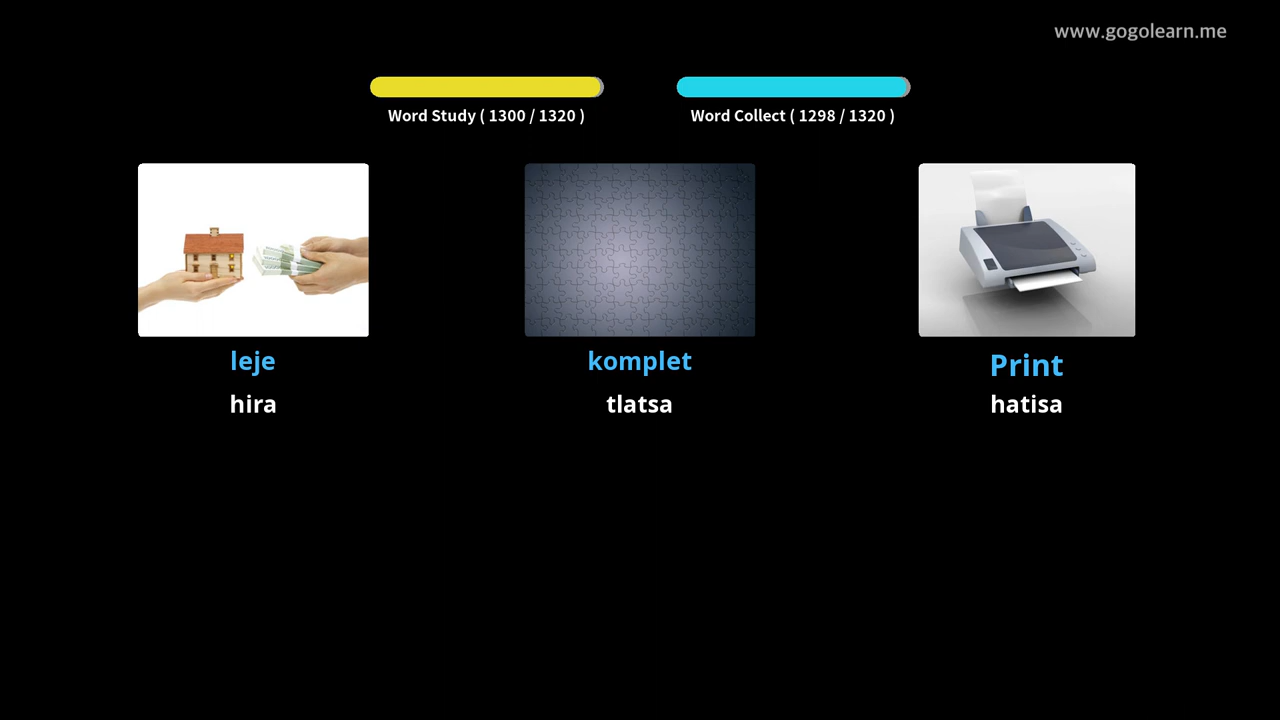 www.gogolearn.me
Word Study ( 1300 / 1320 )
Word Collect ( 1298 / 1320 )
leje
komplet
Print
hira
tlatsa
hatisa